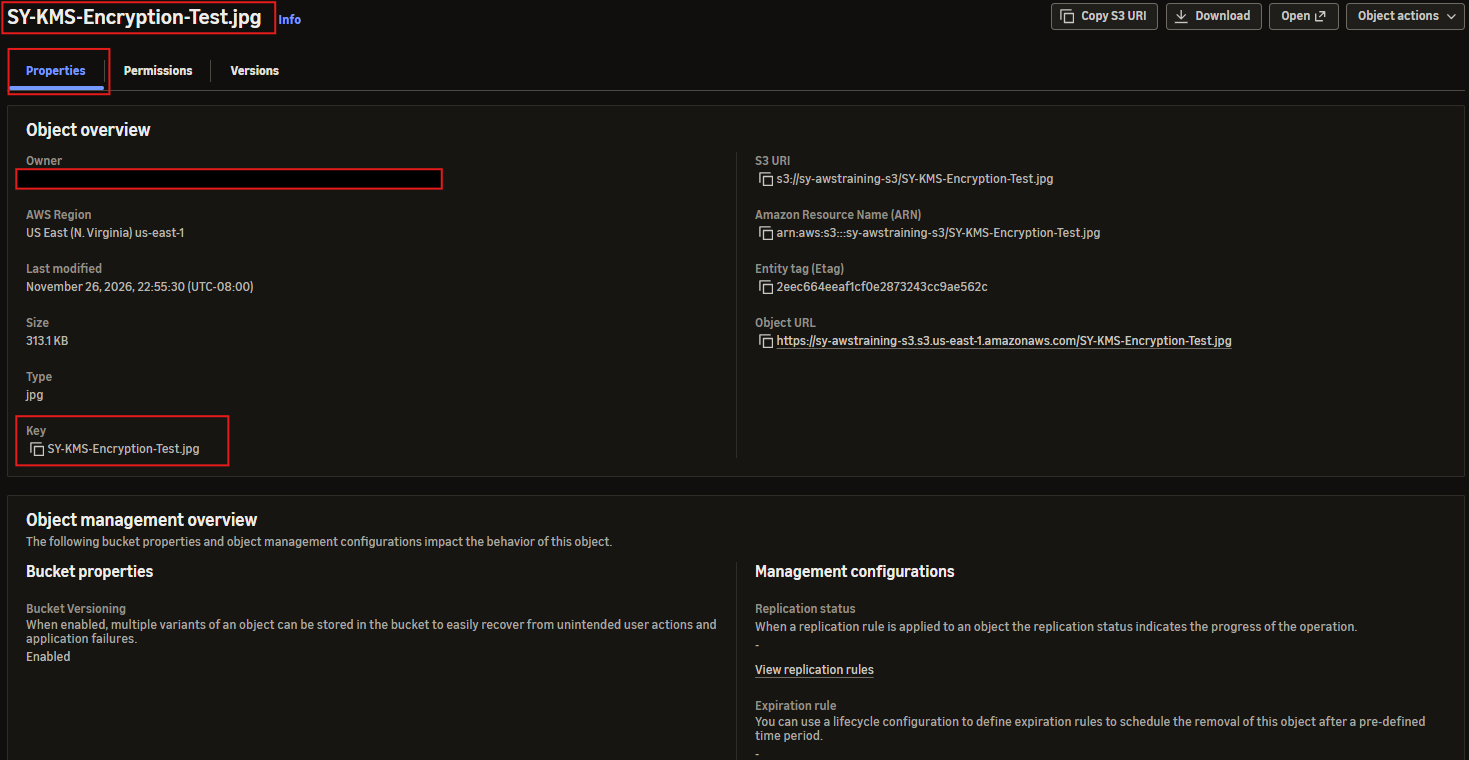 SY-KMS-Encryption-Test.jpg Info
Copy S3 URI Download Open Object actions
Properties Permissions Versions
Object overview
Owner
AWS Region
US East (N. Virginia) us-east-1
Last modified
November 26, 2026, 22:55:30 (UTC-08:00)
Size
313.1 KB
Type
jpg
Key
SY-KMS-Encryption-Test.jpg
S3 URI
s3://sy-awstraining-s3/SY-KMS-Encryption-Test.jpg
Amazon Resource Name (ARN)
arn:aws:s3:::sy-awstraining-s3/SY-KMS-Encryption-Test.jpg
Entity tag (Etag)
2eec664eeaf1cf0e2873243cc9ae562c
Object URL
https://sy-awstraining-s3.s3.us-east-1.amazonaws.com/SY-KMS-Encryption-Test.jpg
Object management overview
The following bucket properties and object management configurations impact the behavior of this object.
Bucket properties
Bucket Versioning
When enabled, multiple variants of an object can be stored in the bucket to easily recover from unintended user actions and
application failures.
Enabled
Management configurations
Replication status
When a replication rule is applied to an object the replication status indicates the progress of the operation.
-
View replication rules
Expiration rule
You can use a lifecycle configuration to define expiration rules to schedule the removal of this object after a pre-defined
time period.
-